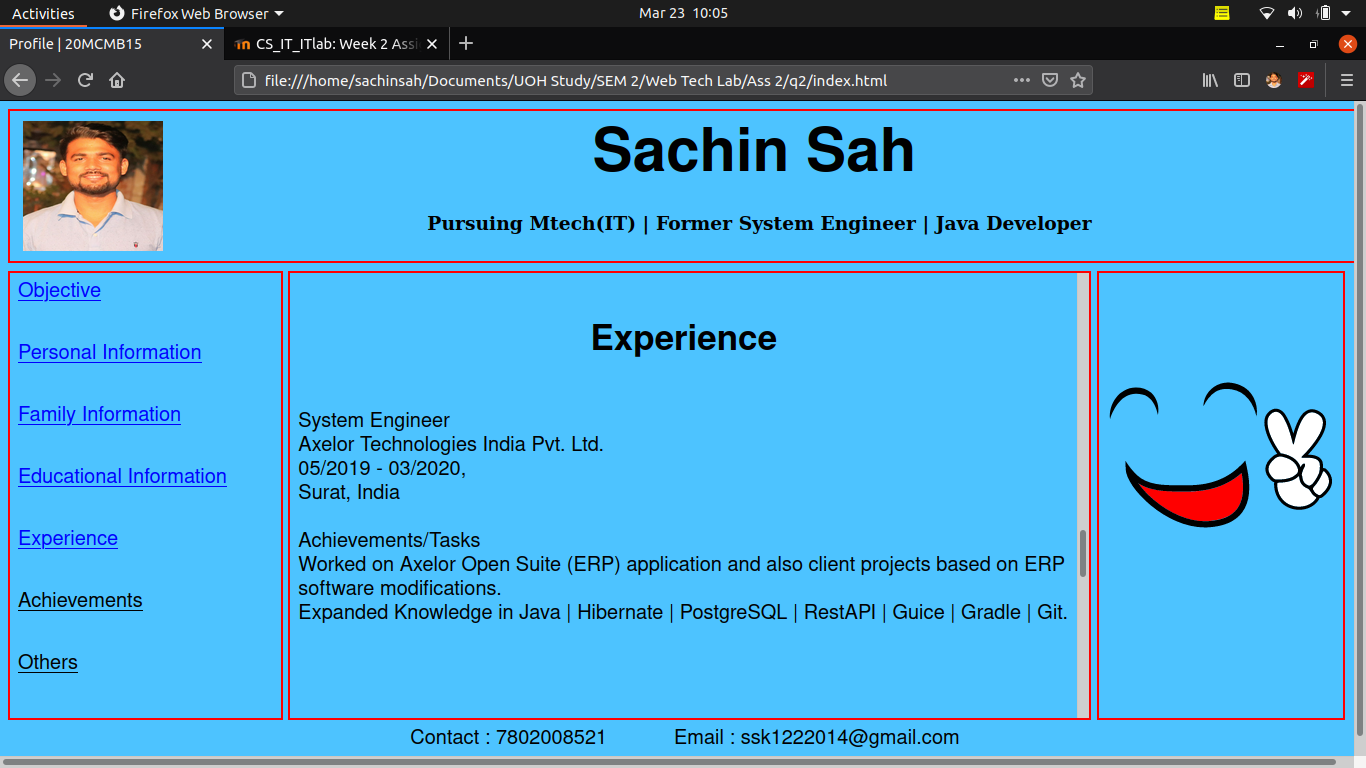 Activities Firefox Web Browser Mar 23 10:05
Profile | 20MCMB15 CS_IT_ITlab: Week 2 Assi
file:///home/sachinsah/Documents/UOH Study/SEM 2/Web Tech Lab/Ass 2/q2/index.html
Sachin Sah
Pursuing Mtech(IT) | Former System Engineer | Java Developer
Objective
Personal Information
Family Information
Educational Information
Experience
Achievements
Others
Experience
System Engineer
Axelor Technologies India Pvt. Ltd.
05/2019 - 03/2020,
Surat, India
Achievements/Tasks
Worked on Axelor Open Suite (ERP) application and also client projects based on ERP
software modifications.
Expanded Knowledge in Java | Hibernate | PostgreSQL | RestAPI | Guice | Gradle | Git.
Contact : 7802008521 Email : ssk1222014@gmail.com